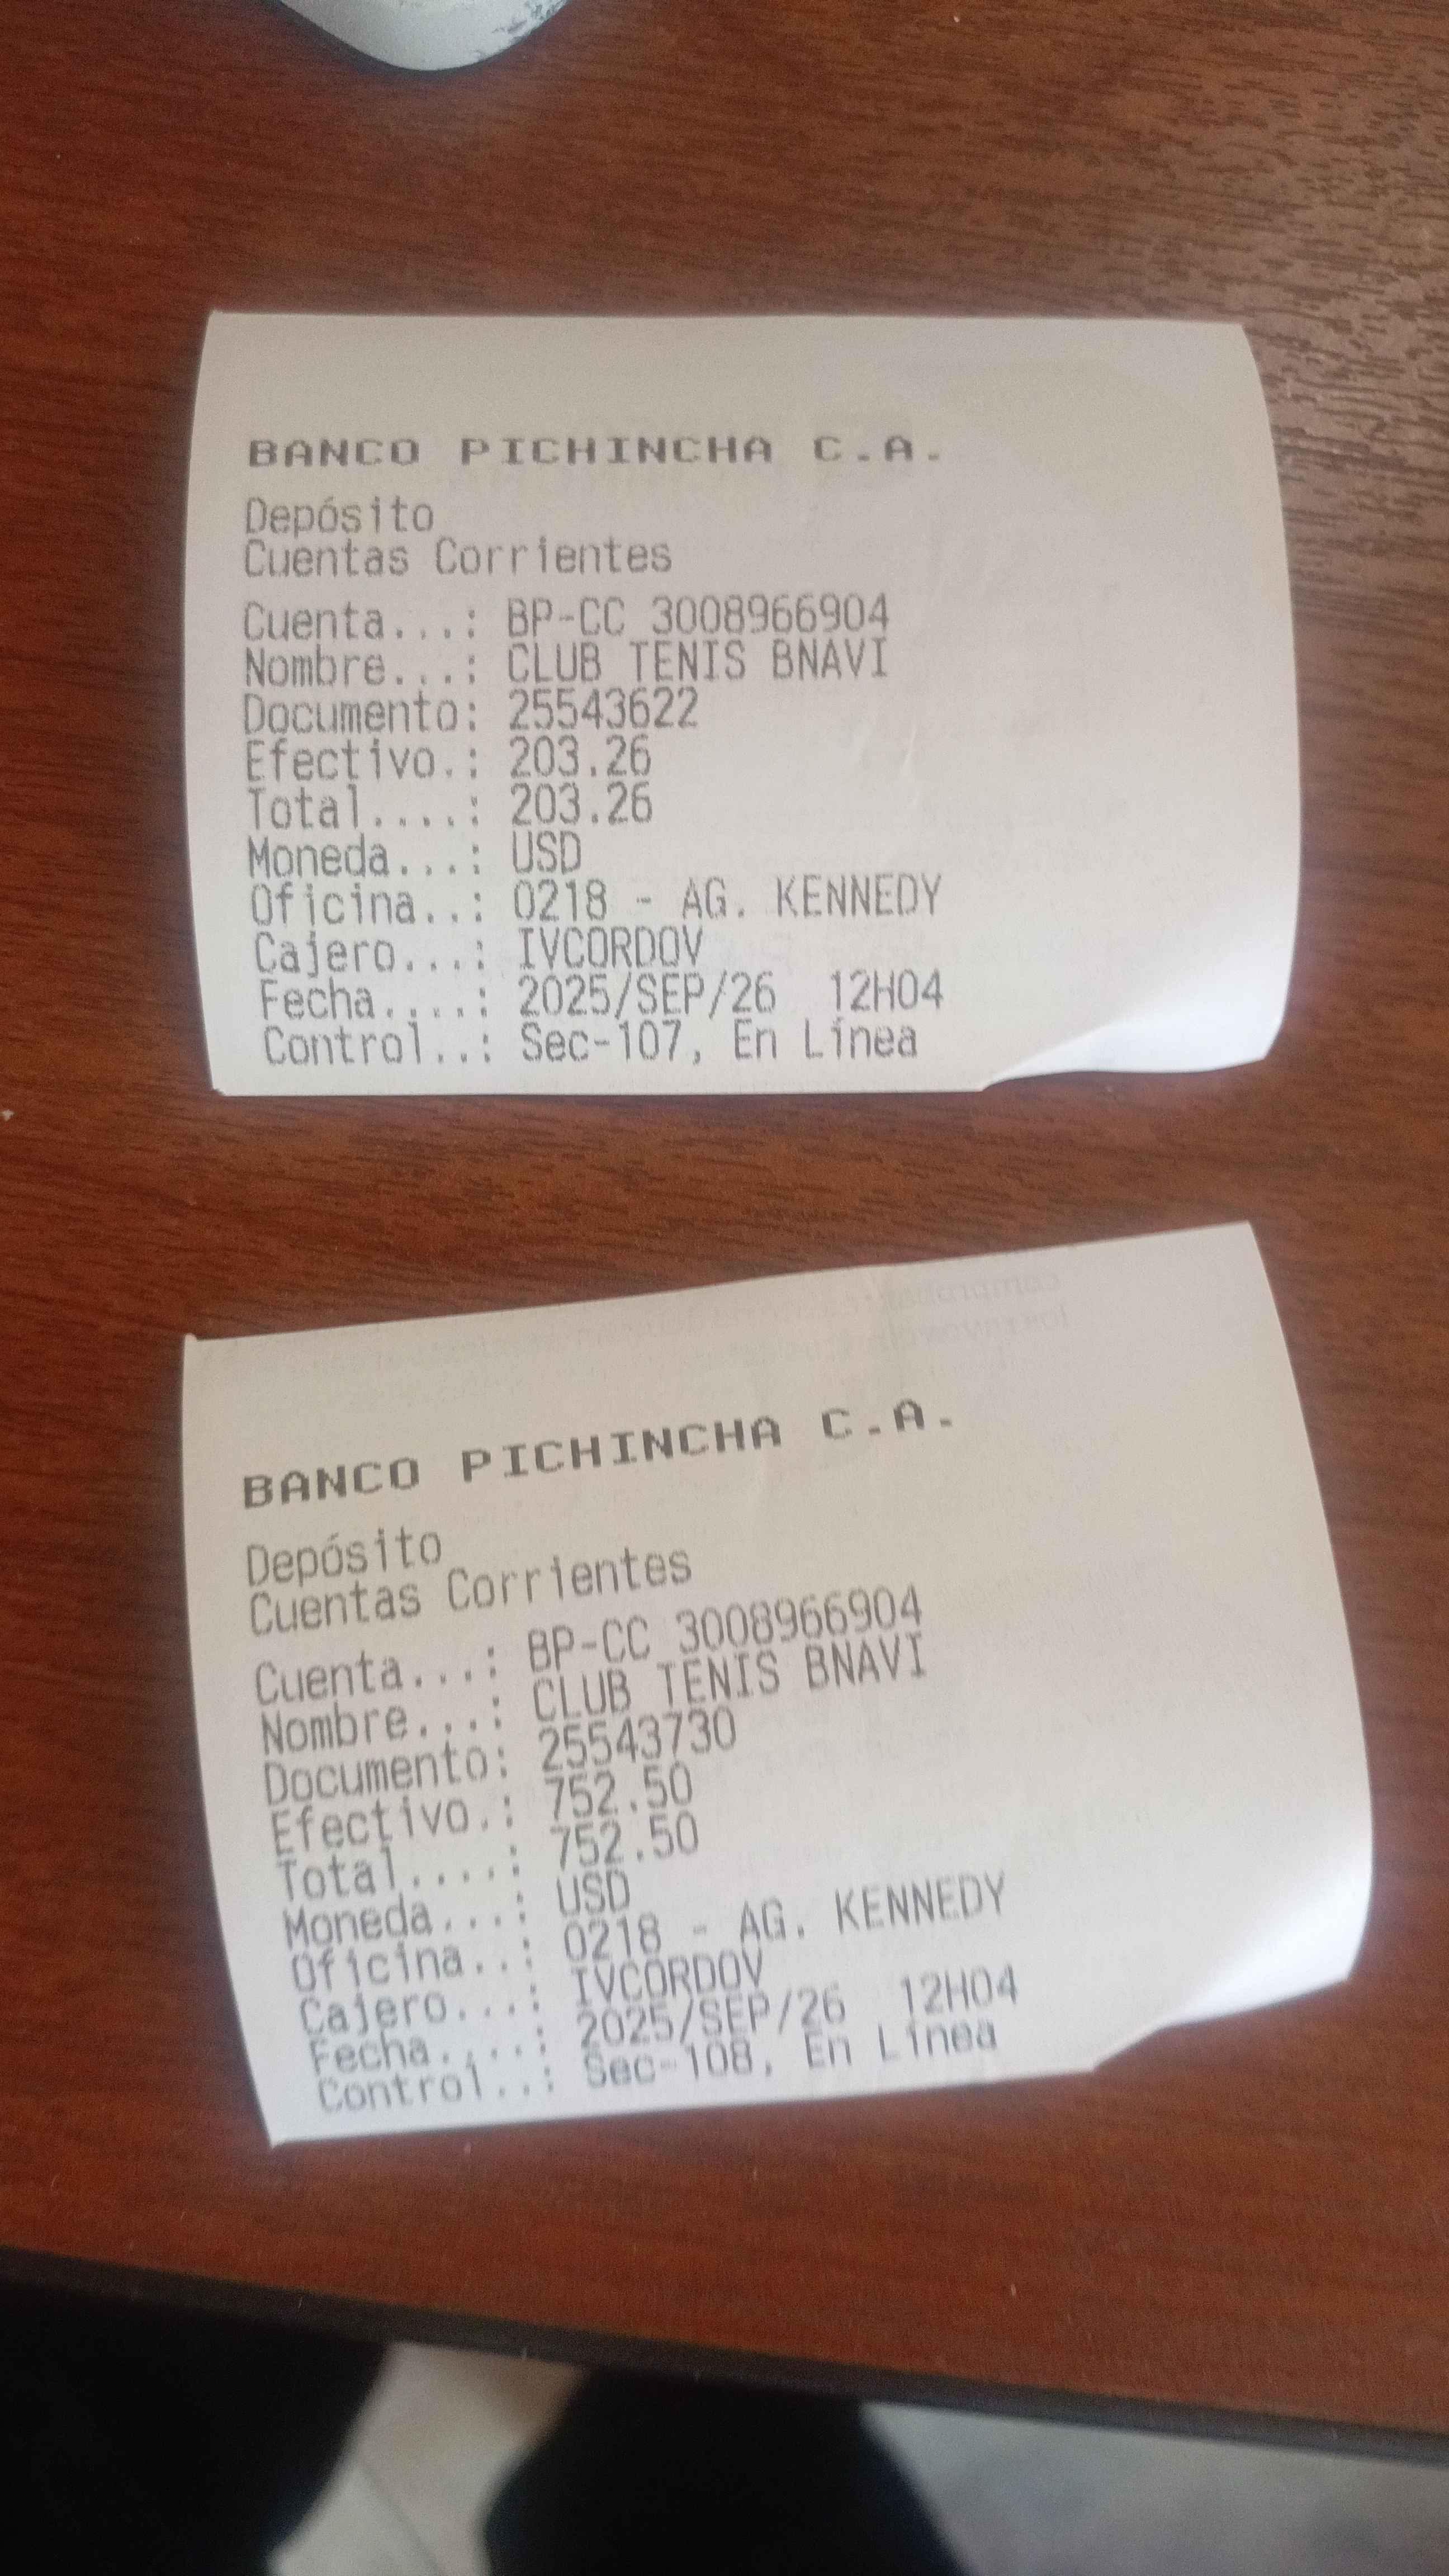 BANCO PICHINCHA C.A.
Depósito
Cuentas Corrientes
Cuenta...: BP-CC 3008966904
Nombre...: CLUB TENIS BNAVI
Documento: 25543622
Efectivo.: 203.26
Total....: 203.26
Moneda...: USD
Oficina..: 0218 - AG. KENNEDY
Cajero...: IVCORDOV
Fecha....: 2025/SEP/26 12H04
Control..: Sec-107, En Línea
BANCO PICHINCHA C.A.
Depósito
Cuentas Corrientes
Cuenta...: BP-CC 3008966904
Nombre...: CLUB TENIS BNAVI
Documento: 25543730
Efectivo.: 752.50
Total....: 752.50
Moneda...: USD
Oficina..: 0218 - AG. KENNEDY
Cajero...: IVCORDOV
Fecha....: 2025/SEP/26 12H04
Control..: Sec-108, En Línea